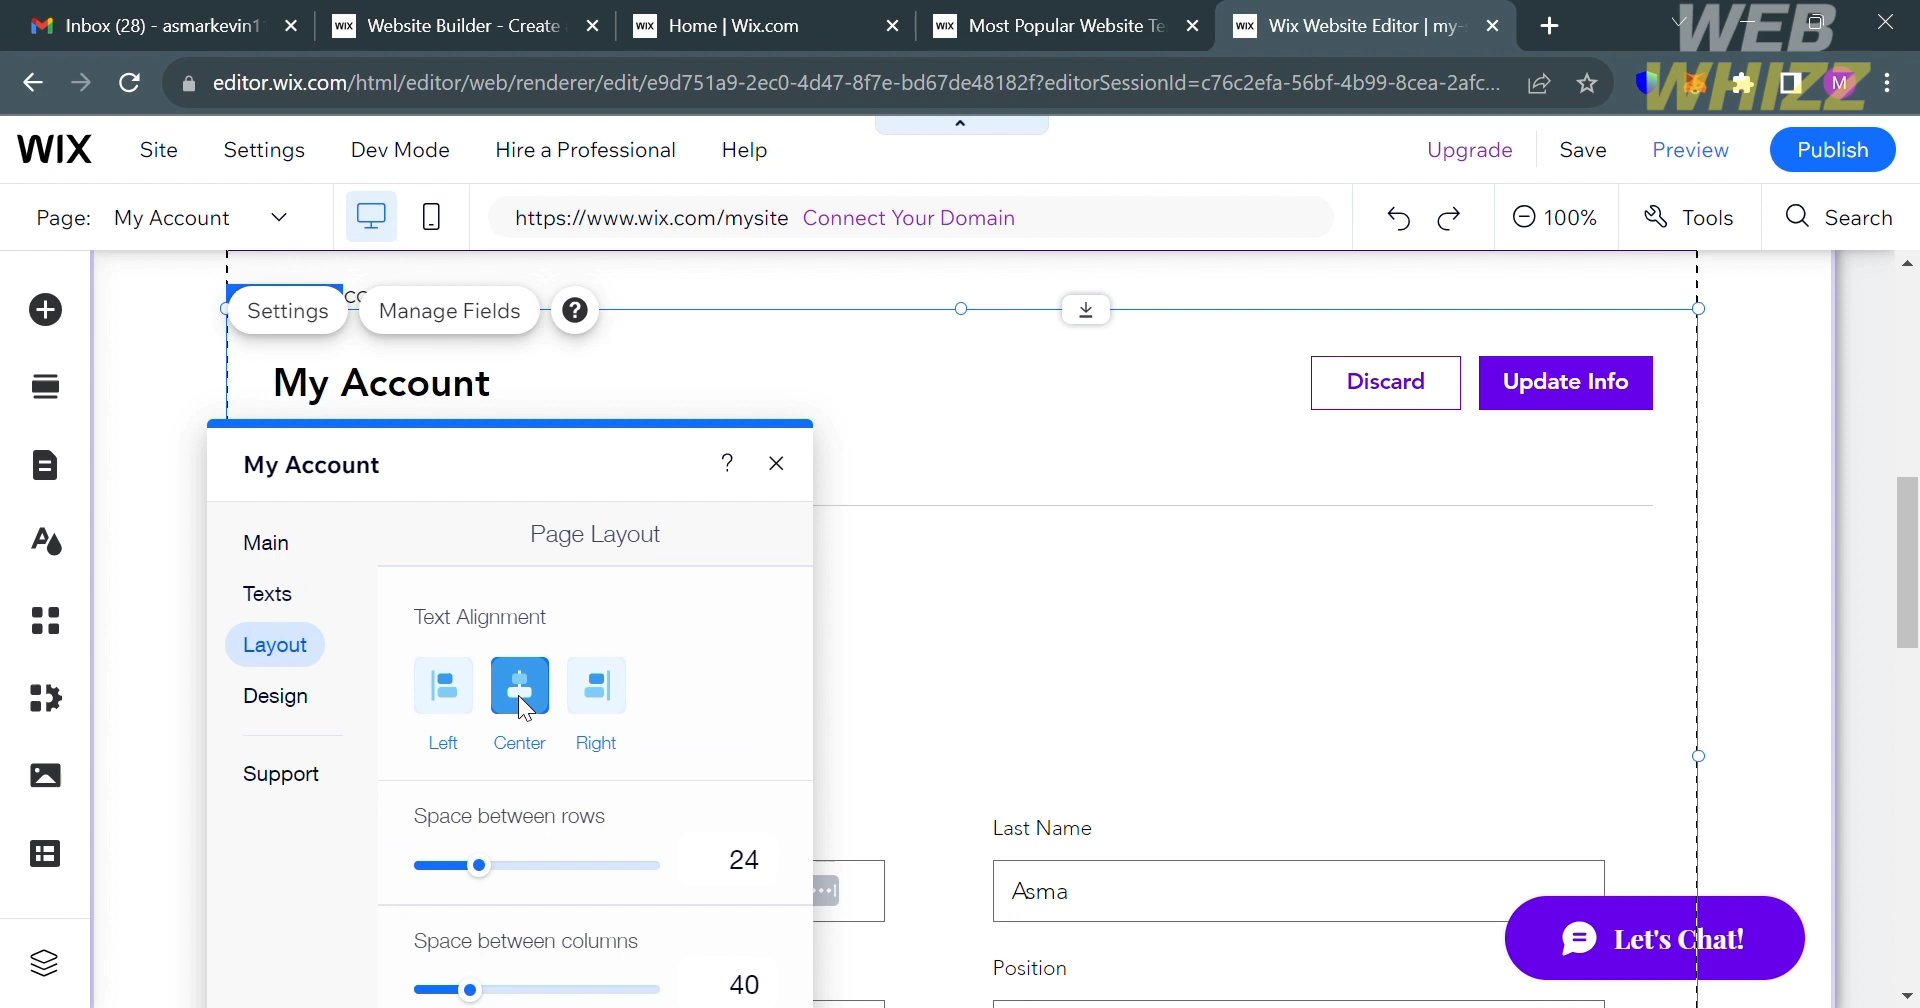 Inbox (28) - asmarkevin1
Website Builder - Create
Home | Wix.com
Most Popular Website Te
Wix Website Editor | my-
WEB
WHIZZ
editor.wix.com/html/editor/web/renderer/edit/e9d751a9-2ec0-4d47-8f7e-bd67de48182f?editorSessionId=c76c2efa-56bf-4b99-8cea-2afc...
M
WIX
Site
Settings
Dev Mode
Hire a Professional
Help
Upgrade
Save
Preview
Publish
Page: My Account
https://www.wix.com/mysite Connect Your Domain
100%
Tools
Search
Settings
Manage Fields
?
My Account
Discard
Update Info
My Account
?
Main
Texts
Layout
Design
Support
Page Layout
Text Alignment
Left
Center
Right
Space between rows
24
Space between columns
40
Last Name
Asma
Position
Let's Chat!